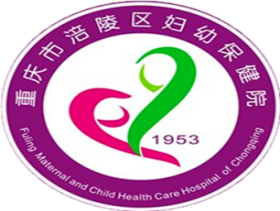 重庆市涪陵区妇幼保健院
1953
Fuling Maternal and Child Health Care Hospital of Chongqing